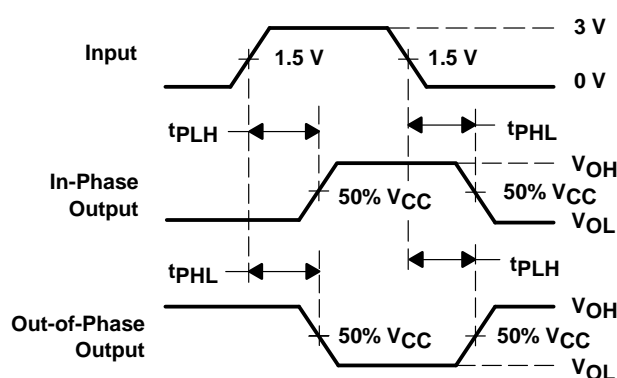 3 V
Input
1.5 V
1.5 V
0 V
tPLH
tPHL
VOH
In-Phase
Output
50% VCC
50% VCC
VOL
tPHL
tPLH
VOH
Out-of-Phase
Output
50% VCC
50% VCC
VOL